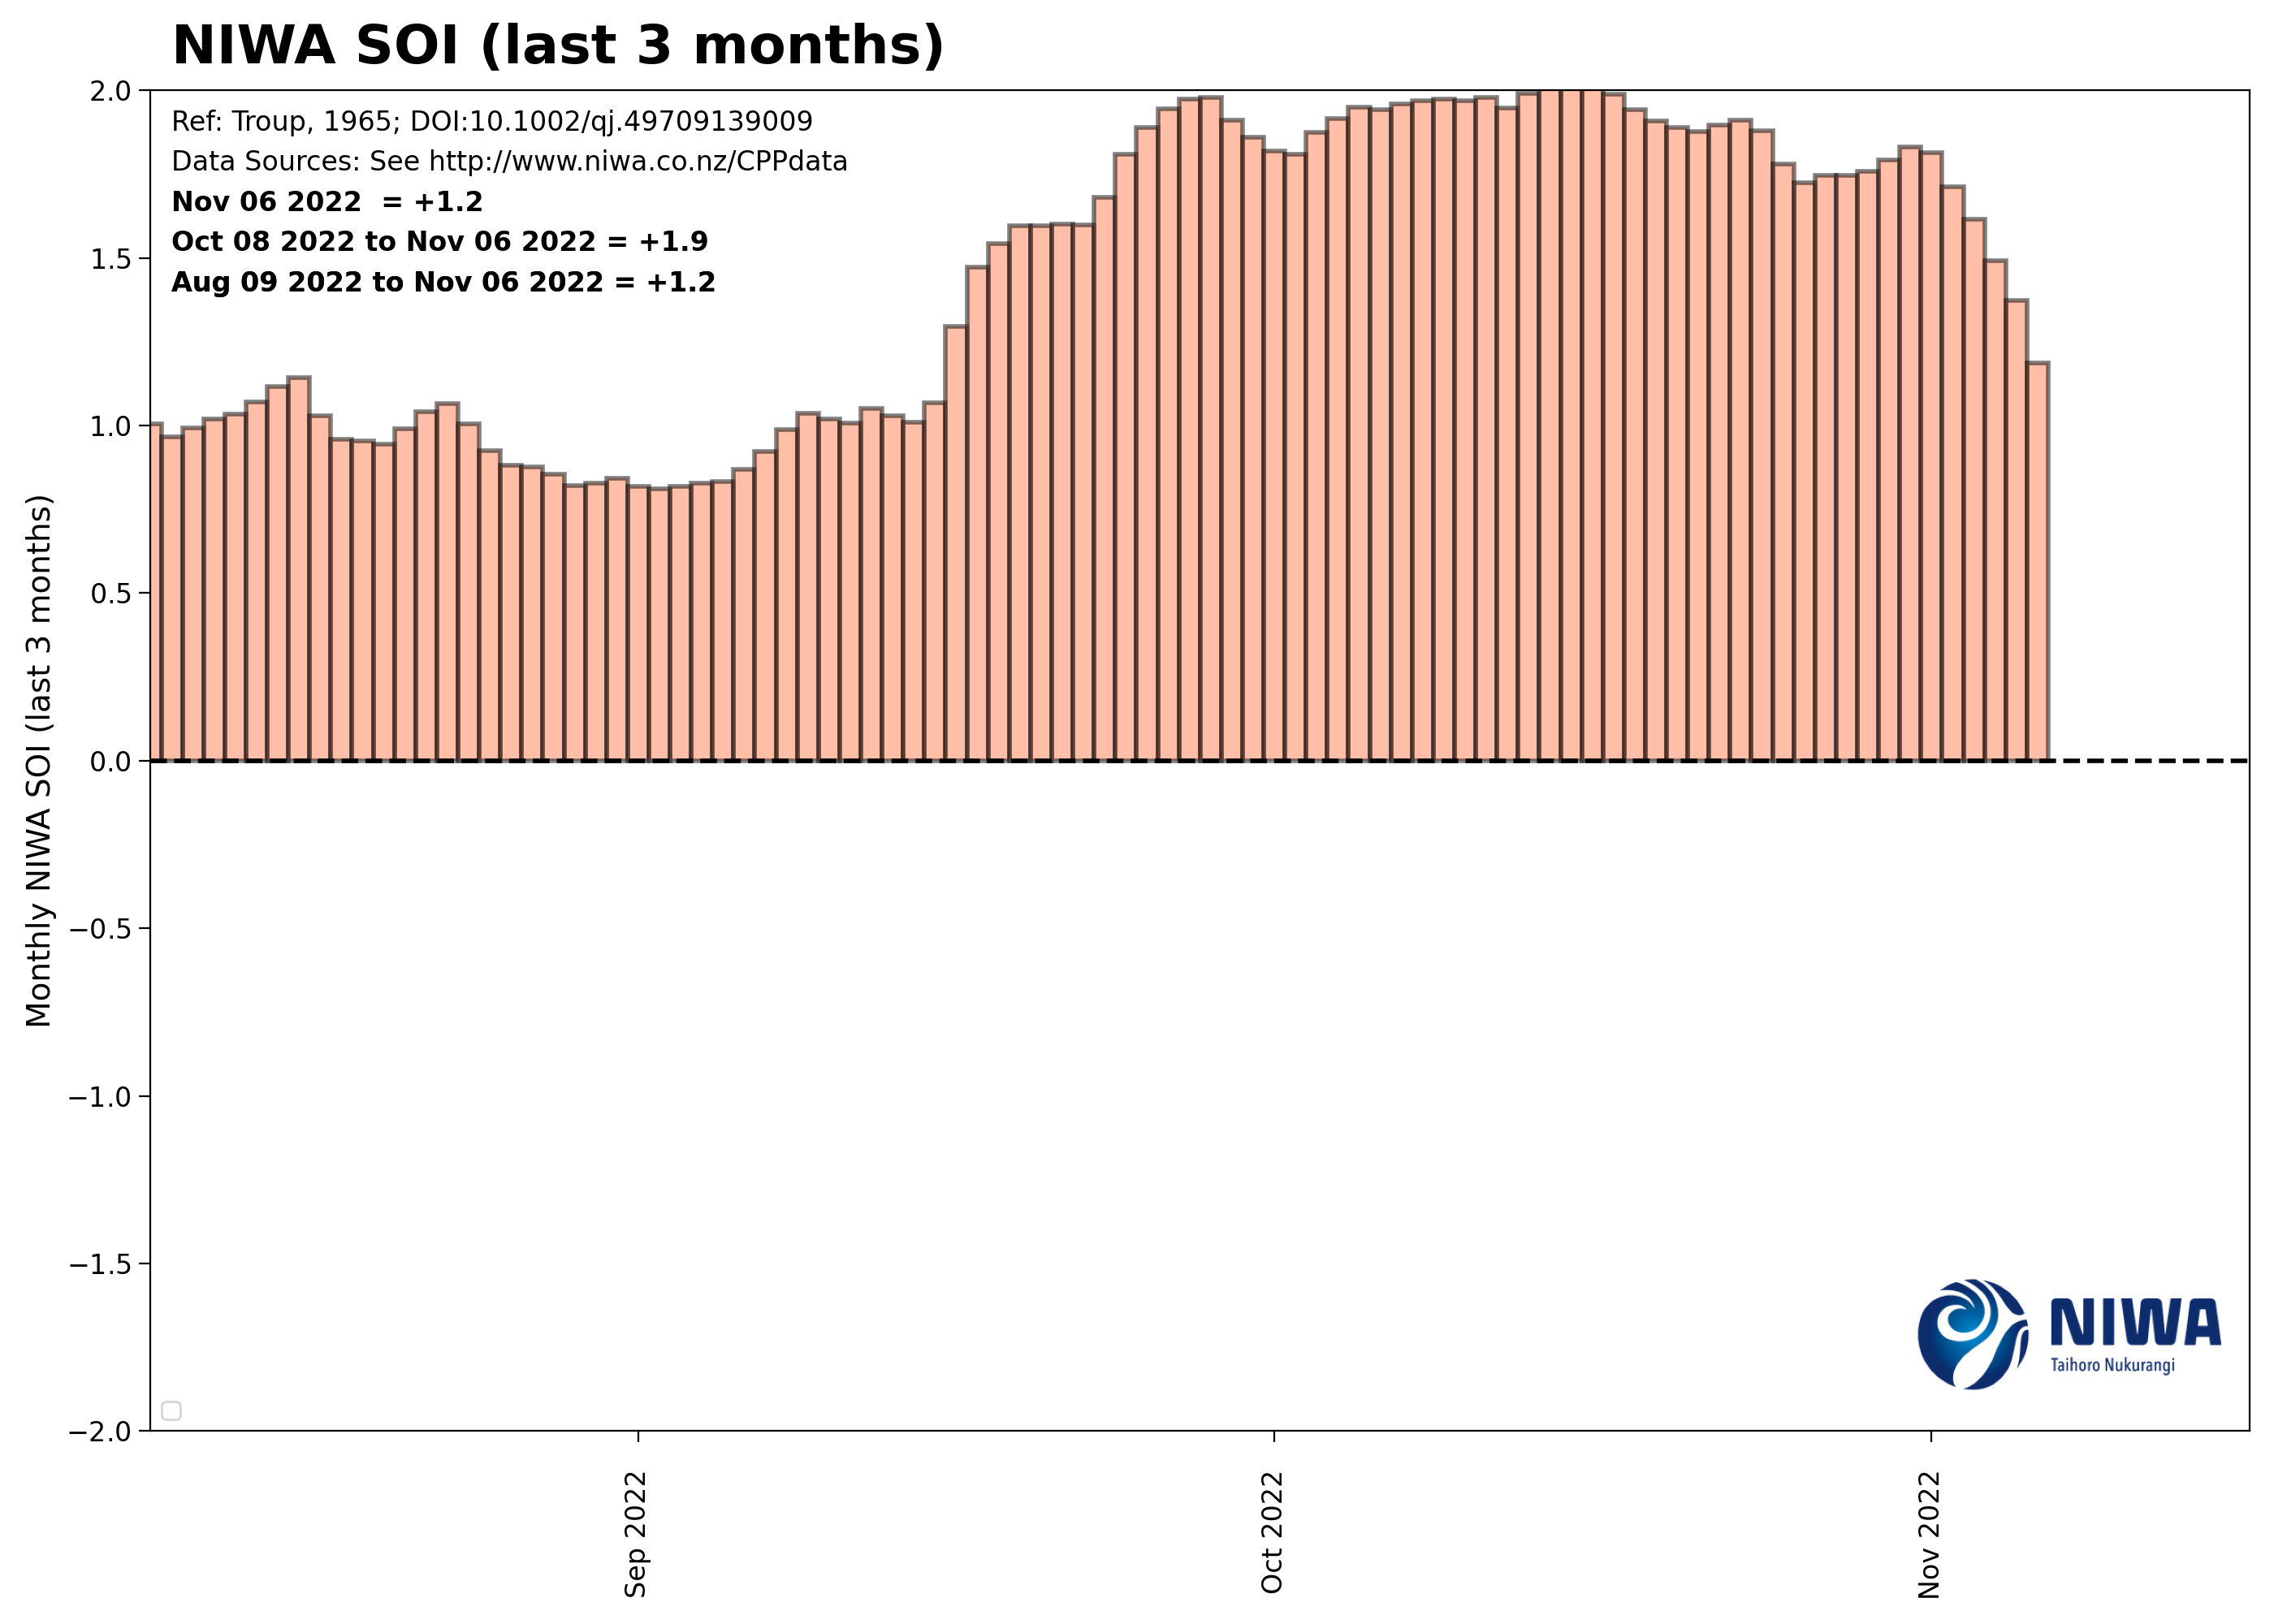 NIWA SOI (last 3 months)
Ref: Troup, 1965; DOI:10.1002/qj.49709139009
Data Sources: See http://www.niwa.co.nz/CPPdata
Nov 06 2022  = +1.2
Oct 08 2022 to Nov 06 2022 = +1.9
Aug 09 2022 to Nov 06 2022 = +1.2
Monthly NIWA SOI (last 3 months)
2.0
1.5
1.0
0.5
0.0
−0.5
−1.0
−1.5
−2.0
Sep 2022
Oct 2022
Nov 2022
NIWA
Taihoro Nukurangi